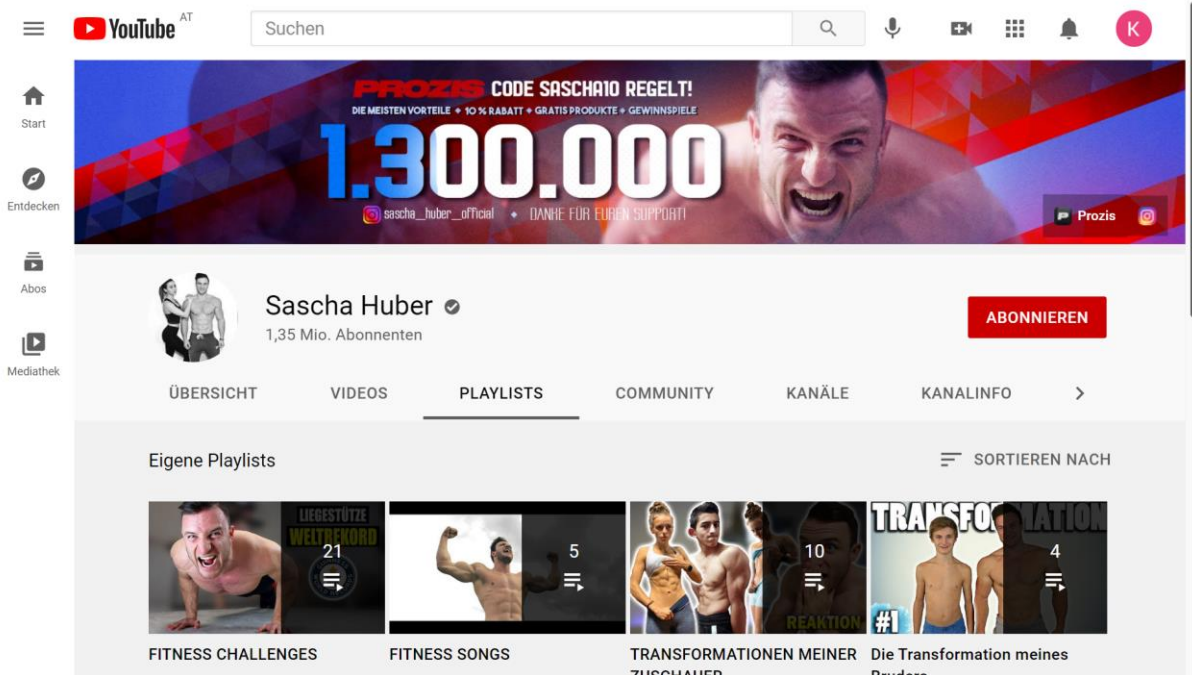 YouTube AT
Suchen
K
Start
Entdecken
Abos
Mediathek
PROZIS CODE SASCHA10 REGELT!
DIE MEISTEN VORTEILE + 10 % RABATT + GRATIS PRODUKTE + GEWINNSPIELE
1.300.000
sascha_huber_official + DANKE FÜR EUREN SUPPORT!
Prozis
Sascha Huber
1,35 Mio. Abonnenten
ABONNIEREN
ÜBERSICHT VIDEOS PLAYLISTS COMMUNITY KANÄLE KANALINFO
Eigene Playlists
SORTIEREN NACH
LIEGESTÜTZE
WELTREKORD
21
5
10
REAKTION
TRANSFORMATION
4
#1
FITNESS CHALLENGES
FITNESS SONGS
TRANSFORMATIONEN MEINER
ZUSCHAUER
Die Transformation meines
Bruders